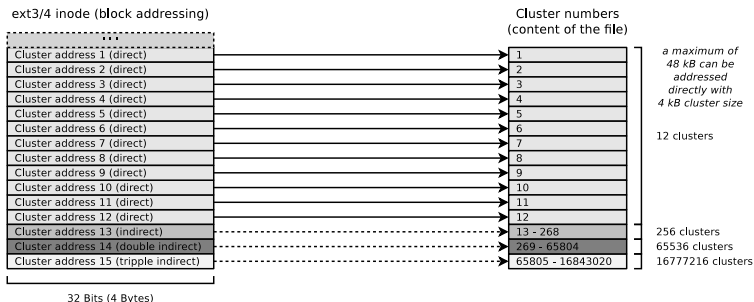 ext3/4 inode (block addressing)
Cluster numbers
(content of the file)
...
Cluster address 1 (direct)
Cluster address 2 (direct)
Cluster address 3 (direct)
Cluster address 4 (direct)
Cluster address 5 (direct)
Cluster address 6 (direct)
Cluster address 7 (direct)
Cluster address 8 (direct)
Cluster address 9 (direct)
Cluster address 10 (direct)
Cluster address 11 (direct)
Cluster address 12 (direct)
Cluster address 13 (indirect)
Cluster address 14 (double indirect)
Cluster address 15 (tripple indirect)
32 Bits (4 Bytes)
1
2
3
4
5
6
7
8
9
10
11
12
13 - 268
269 - 65804
65805 - 16843020
a maximum of
48 kB can be
addressed
directly with
4 kB cluster size
12 clusters
256 clusters
65536 clusters
16777216 clusters